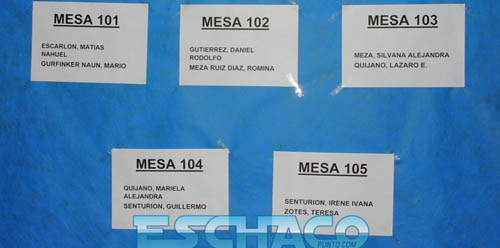 MESA 101
ESCARLON, MATIAS
NAHUEL
GURFINKER NAUN, MARIO
MESA 102
GUTIERREZ, DANIEL
RODOLFO
MEZA RUIZ DIAZ, ROMINA
MESA 103
MEZA, SILVANA ALEJANDRA
QUIJANO, LAZARO E.
MESA 104
QUIJANO, MARIELA
ALEJANDRA
SENTURION, GUILLERMO
MESA 105
SENTURION, IRENE IVANA
ZOTES, TERESA
ESCHACO
PUNTO.COM